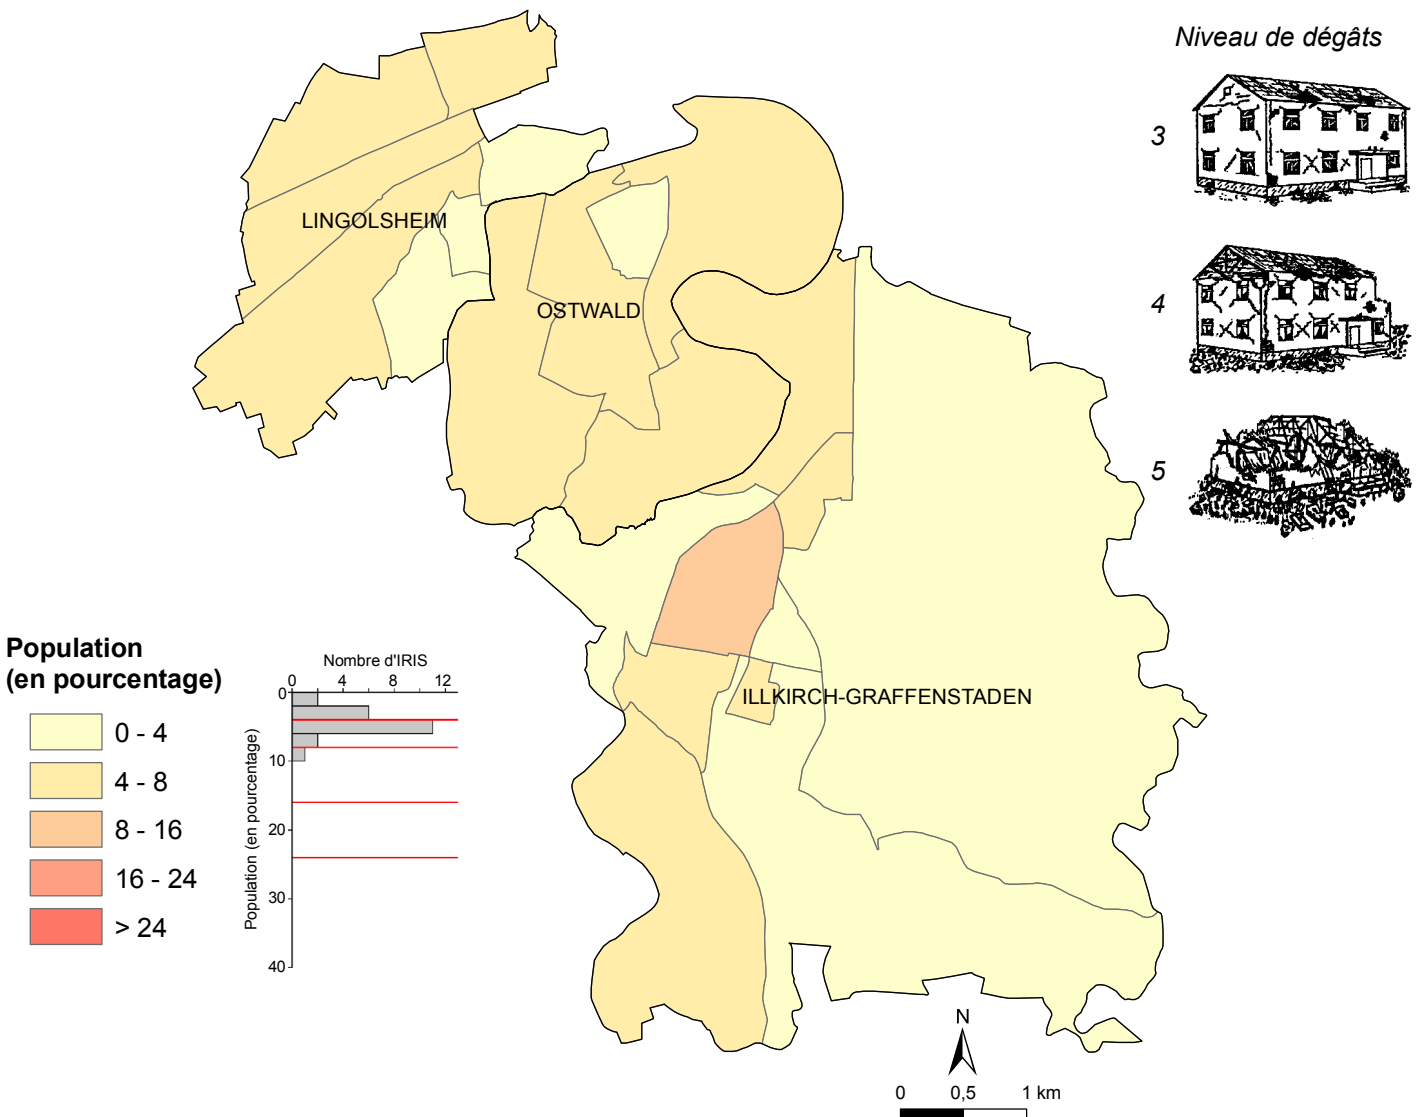 Niveau de dégâts
3
4
5
LINGOLSHEIM
OSTWALD
ILLKIRCH-GRAFFENSTADEN
Population
(en pourcentage)
0 - 4
4 - 8
8 - 16
16 - 24
> 24
Nombre d'IRIS
0 4 8 12
Population (en pourcentage)
0
10
20
30
40
N
0 0,5 1 km